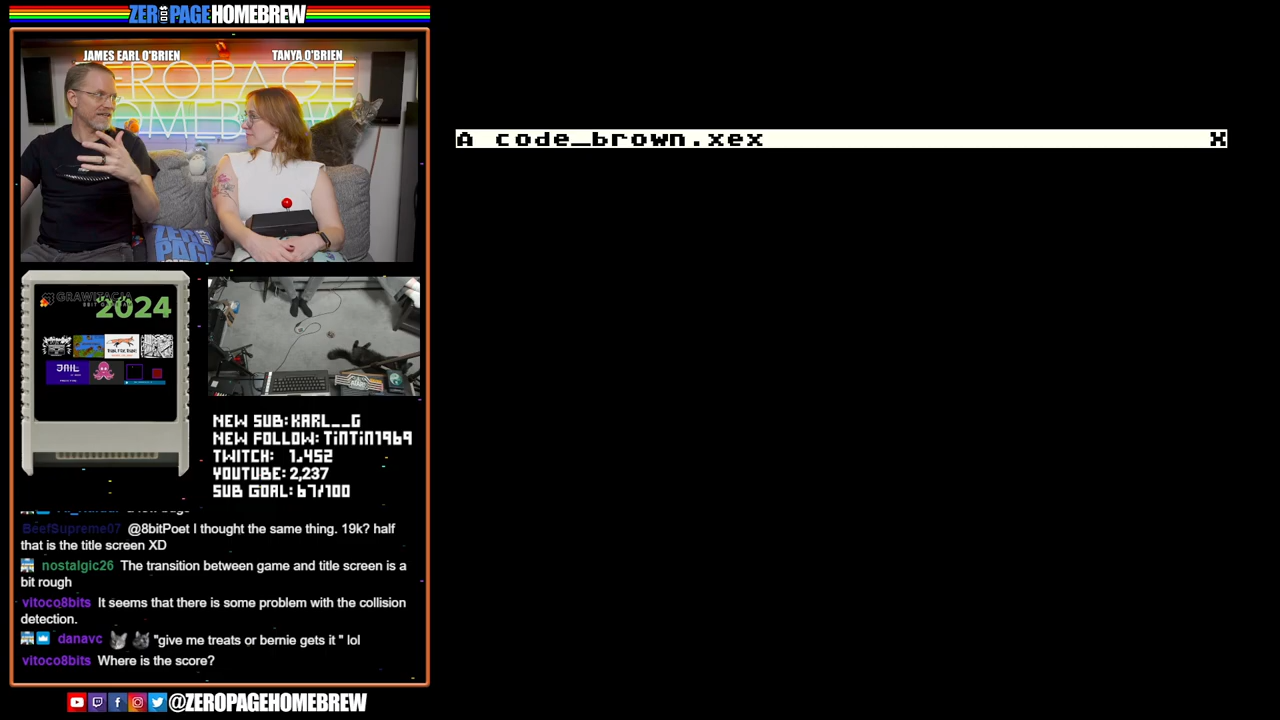 ZEROPAGE HOMEBREW
JAMES EARL O'BRIEN
TANYA O'BRIEN
A code_brown.xex X
GRAWITACJA
2024
JAIL
NEW SUB: KARL__G
NEW FOLLOW: TiNTiN1969
TWITCH: 1,452
YOUTUBE: 2,237
SUB GOAL: 67/100
BeefSupreme07 @8bitPoet I thought the same thing. 19k? half
that is the title screen XD
nostalgic26 The transition between game and title screen is a
bit rough
vitoco8bits It seems that there is some problem with the collision
detection.
danavc "give me treats or bernie gets it " lol
vitoco8bits Where is the score?
@ZEROPAGEHOMEBREW